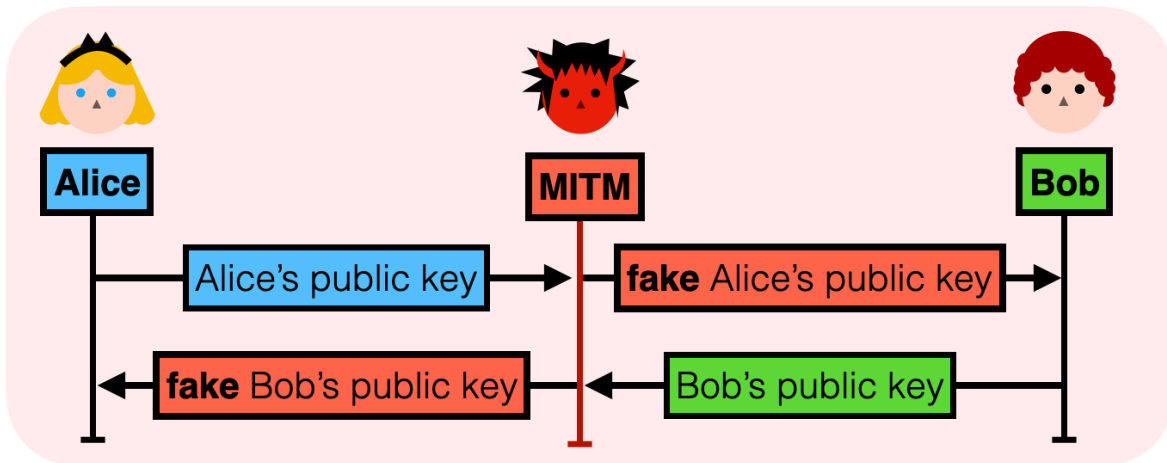 Alice
MITM
Bob
Alice’s public key
fake Alice’s public key
fake Bob’s public key
Bob’s public key